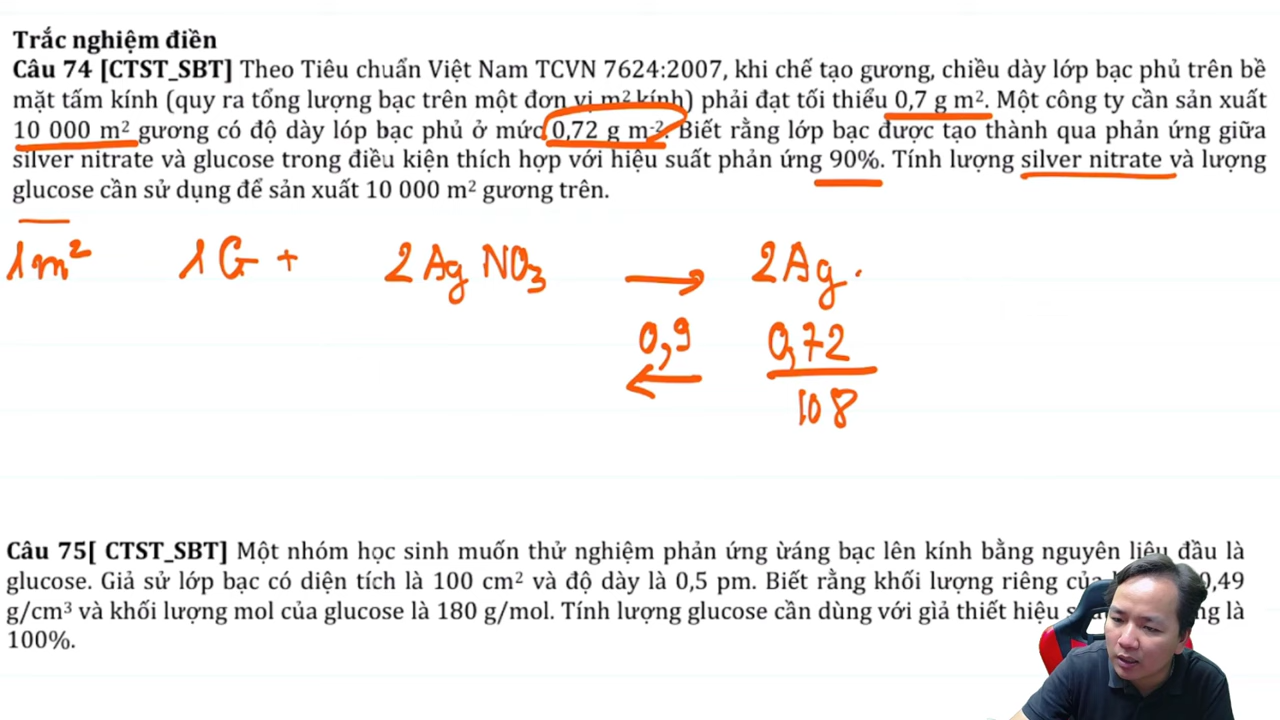 Trắc nghiệm điền
Câu 74 [CTST_SBT] Theo Tiêu chuẩn Việt Nam TCVN 7624:2007, khi chế tạo gương, chiều dày lớp bạc phủ trên bề
mặt tấm kính (quy ra tổng lượng bạc trên một đơn vị m² kính) phải đạt tối thiểu 0,7 g m². Một công ty cần sản xuất
10 000 m² gương có độ dày lóp bạc phủ ở mức 0,72 g m⁻². Biết rằng lớp bạc được tạo thành qua phản ứng giữa
silver nitrate và glucose trong điều kiện thích hợp với hiệu suất phản ứng 90%. Tính lượng silver nitrate và lượng
glucose cần sử dụng để sản xuất 10 000 m² gương trên.
1m² 1G + 2AgNO₃ → 2Ag.
0,9 0,72
← 108
Câu 75[ CTST_SBT] Một nhóm học sinh muốn thử nghiệm phản ứng ừáng bạc lên kính bằng nguyên liệu đầu là
glucose. Giả sử lớp bạc có diện tích là 100 cm² và độ dày là 0,5 pm. Biết rằng khối lượng riêng của 0,49
g/cm³ và khối lượng mol của glucose là 180 g/mol. Tính lượng glucose cần dùng với gỉả thiết hiệu là
100%.